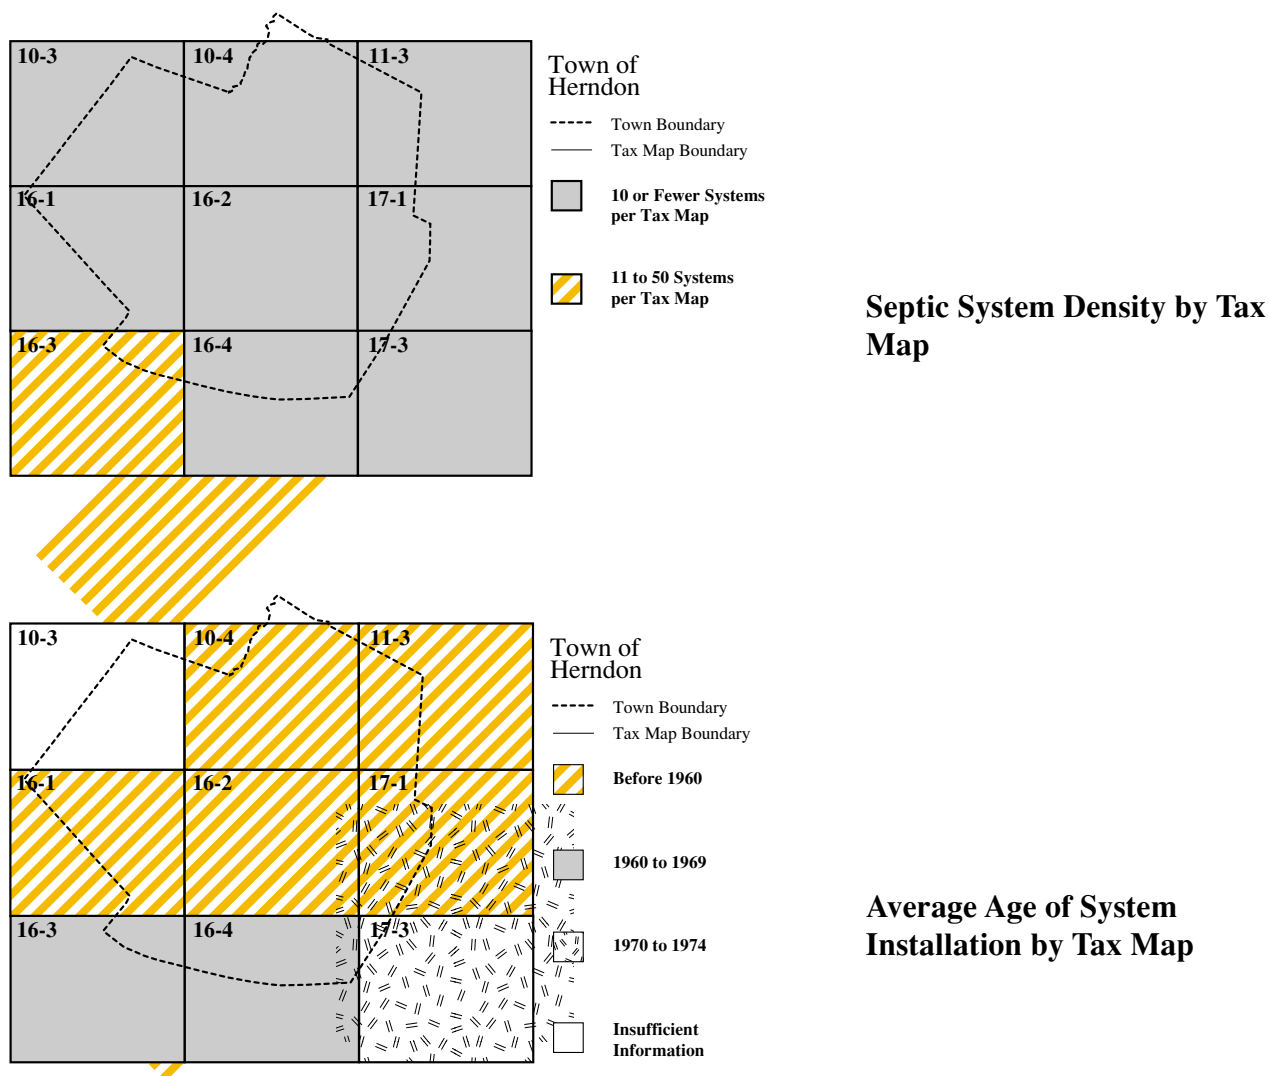 10-3
10-4
11-3
16-1
16-2
17-1
16-3
16-4
17-3
Town of
Herndon
Town Boundary
Tax Map Boundary
10 or Fewer Systems
per Tax Map
11 to 50 Systems
per Tax Map
Septic System Density by Tax
Map
10-3
10-4
11-3
16-1
16-2
17-1
16-3
16-4
17-3
Town of
Herndon
Town Boundary
Tax Map Boundary
Before 1960
1960 to 1969
1970 to 1974
Insufficient
Information
Average Age of System
Installation by Tax Map